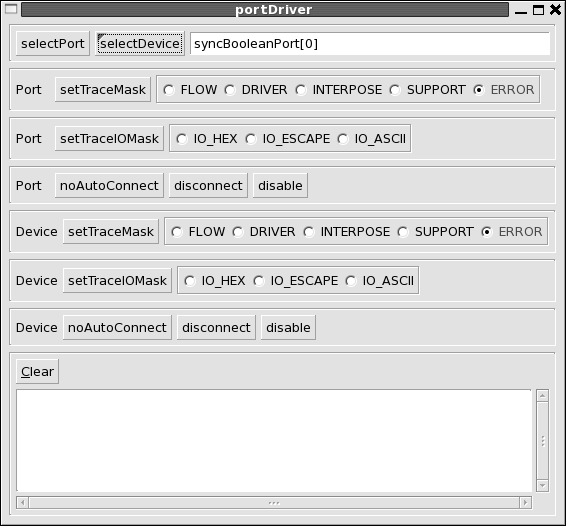 portDriver
selectPort selectDevice syncBooleanPort[0]
Port setTraceMask FLOW DRIVER INTERPOSE SUPPORT ERROR
Port setTraceIOMask IO_HEX IO_ESCAPE IO_ASCII
Port noAutoConnect disconnect disable
Device setTraceMask FLOW DRIVER INTERPOSE SUPPORT ERROR
Device setTraceIOMask IO_HEX IO_ESCAPE IO_ASCII
Device noAutoConnect disconnect disable
Clear